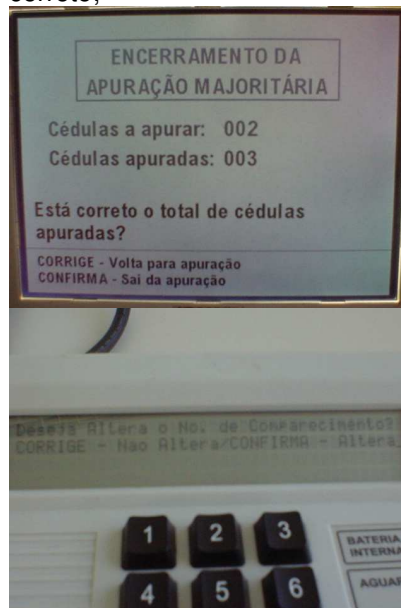 correto;
ENCERRAMENTO DA
APURAÇÃO MAJORITÁRIA
Cédulas a apurar: 002
Cédulas apuradas: 003
Está correto o total de cédulas
apuradas?
CORRIGE - Volta para apuração
CONFIRMA - Sai da apuração
Deseja Altera o No. de Comparecimento?
CORRIGE - Nao Altera/CONFIRMA - Altera
1 2 3
BATERIA
INTERNA
4 5 6
AGUAR